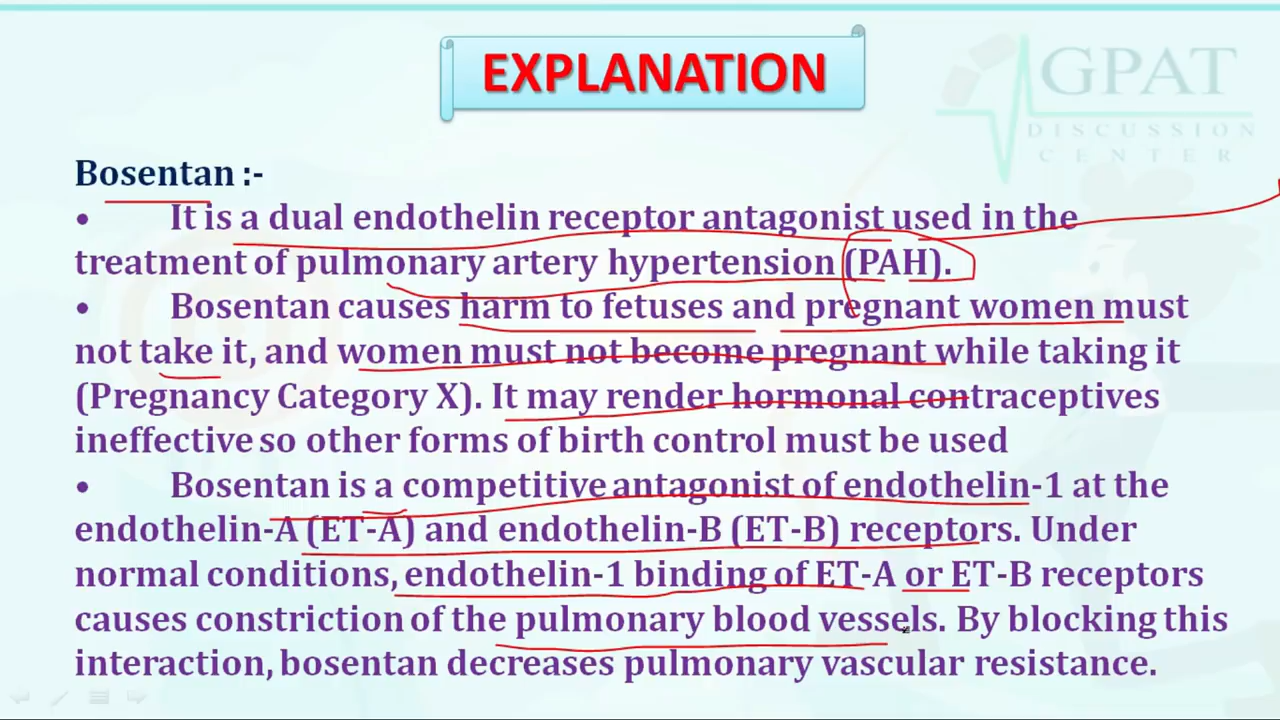 EXPLANATION
GPAT
DISCUSSION
CENTER
Bosentan :-
• It is a dual endothelin receptor antagonist used in the
treatment of pulmonary artery hypertension (PAH).
• Bosentan causes harm to fetuses and pregnant women must
not take it, and women must not become pregnant while taking it
(Pregnancy Category X). It may render hormonal contraceptives
ineffective so other forms of birth control must be used
• Bosentan is a competitive antagonist of endothelin-1 at the
endothelin-A (ET-A) and endothelin-B (ET-B) receptors. Under
normal conditions, endothelin-1 binding of ET-A or ET-B receptors
causes constriction of the pulmonary blood vessels. By blocking this
interaction, bosentan decreases pulmonary vascular resistance.